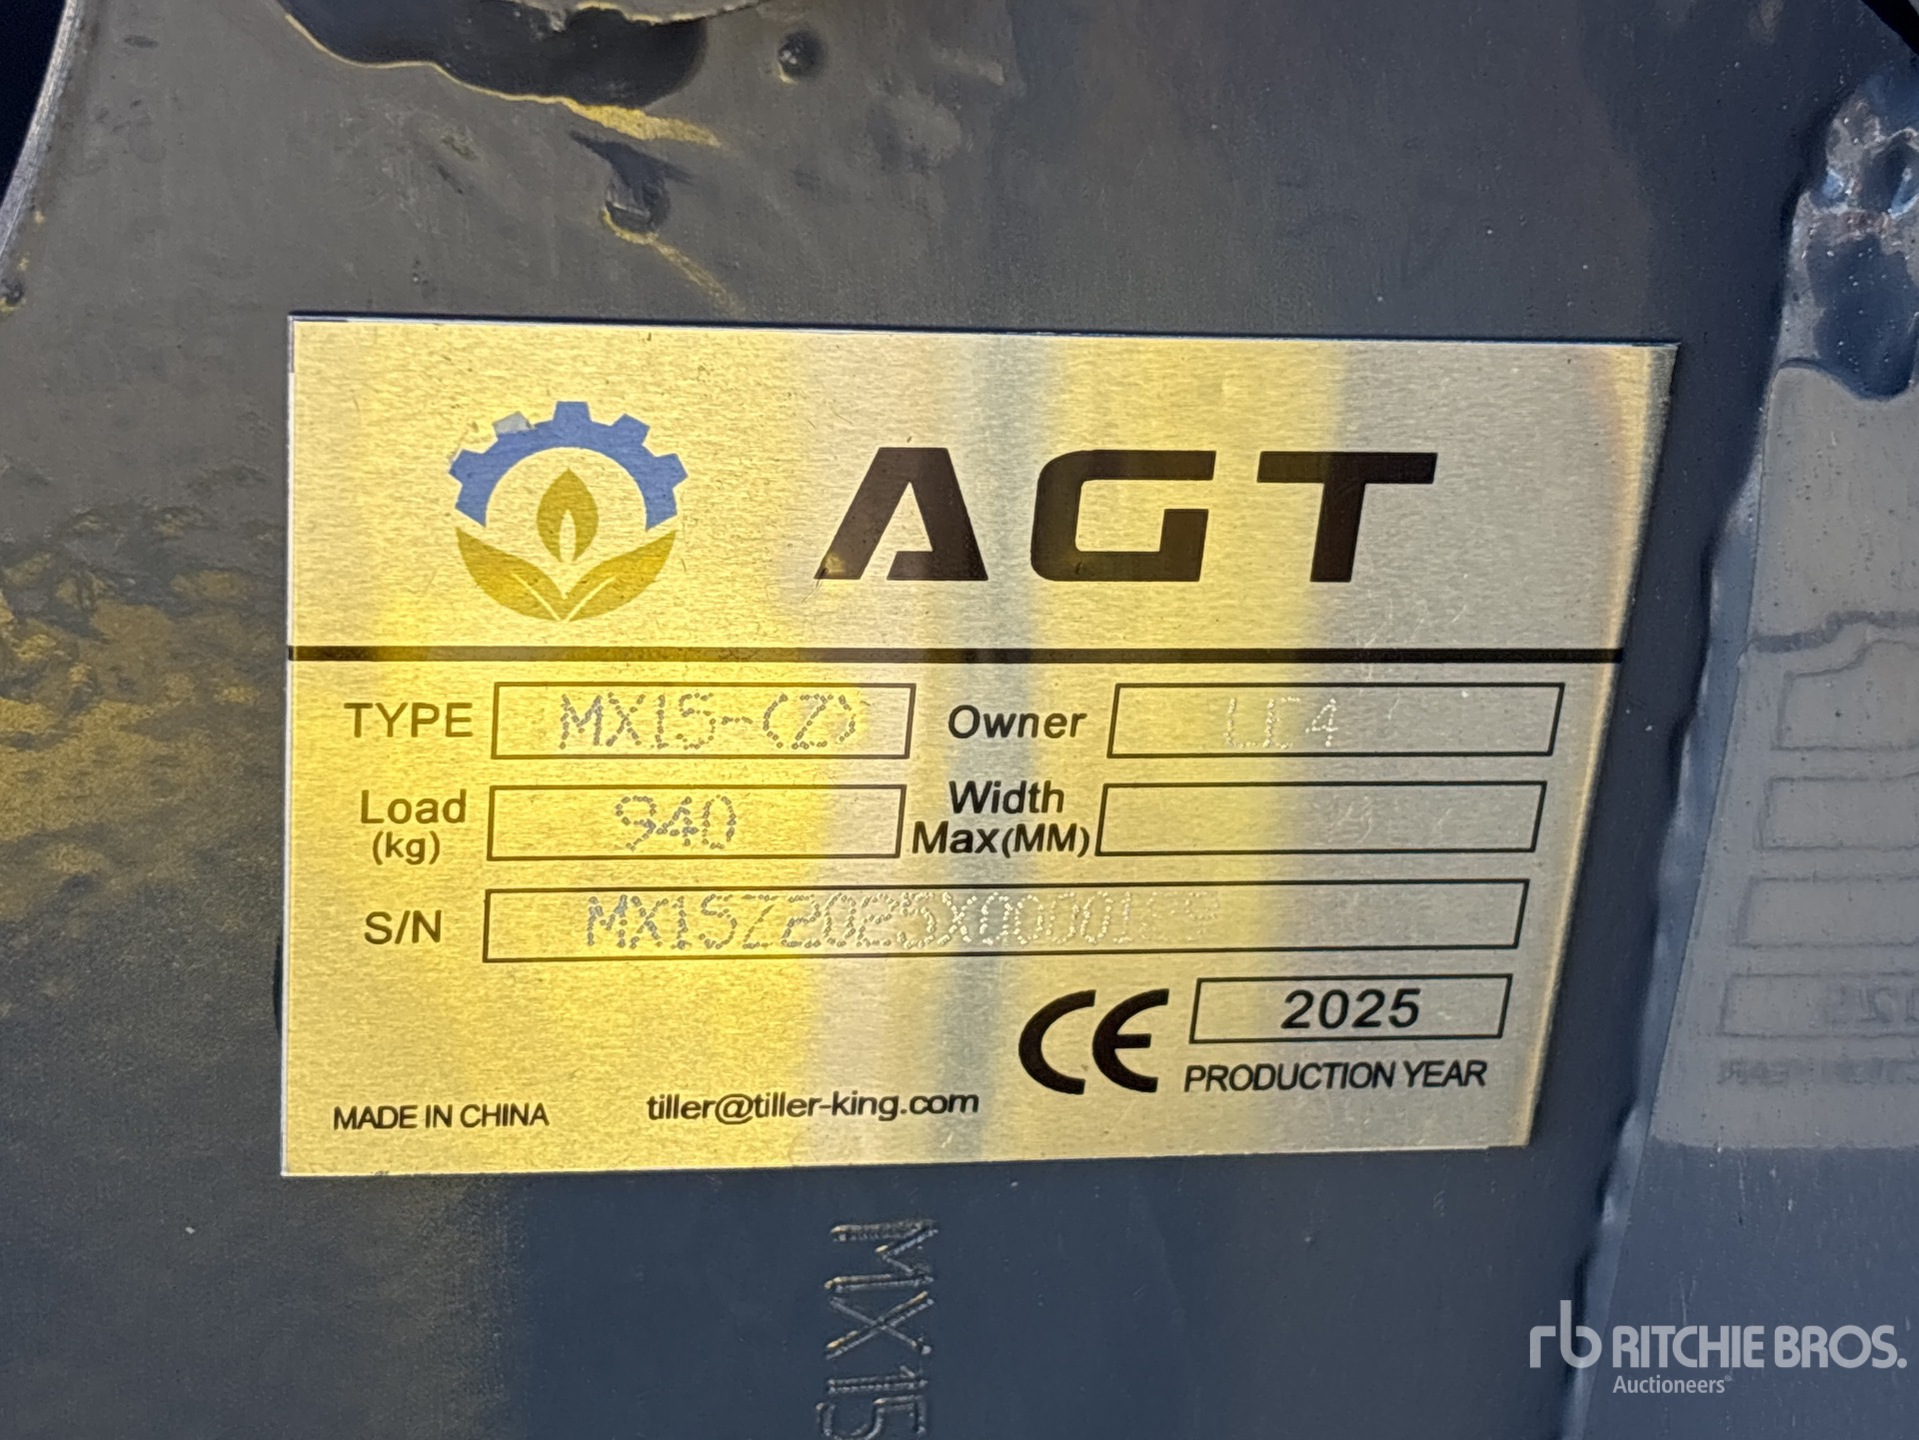 AGT
TYPE MX15-(Z) Owner
Load (kg) 940 Width Max(MM)
S/N
2025
CE PRODUCTION YEAR
MADE IN CHINA tiller@tiller-king.com
MX15
rb RITCHIE BROS.
Auctioneers